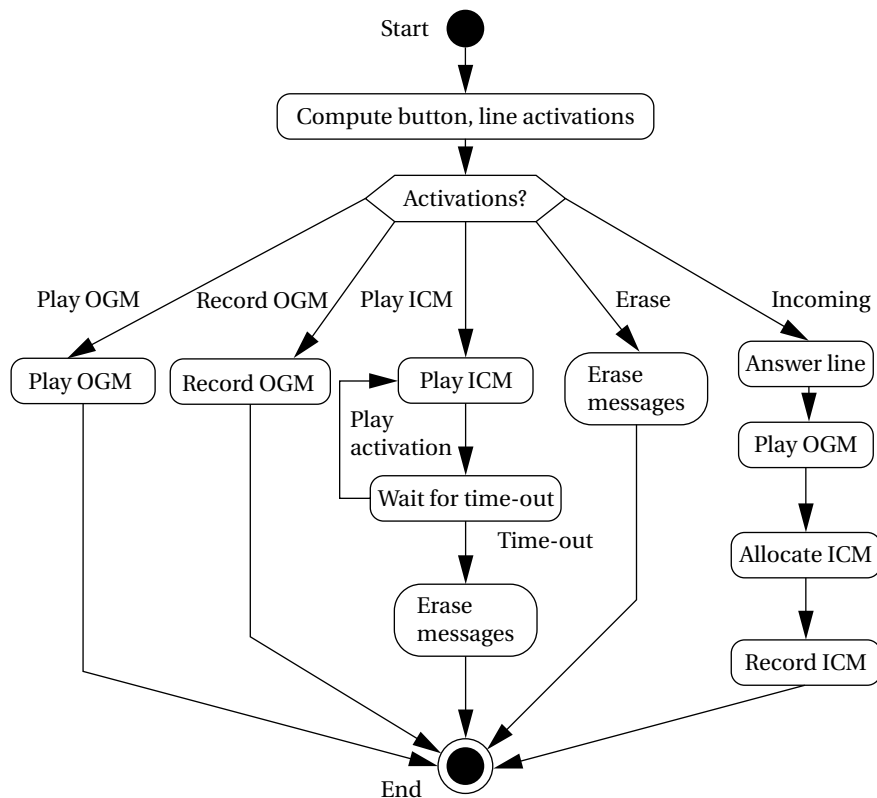 Start
Compute button, line activations
Activations?
Play OGM
Record OGM
Play ICM
Erase
Incoming
Play OGM
Record OGM
Play ICM
Erase
messages
Answer line
Play
activation
Play OGM
Wait for time-out
Time-out
Allocate ICM
Erase
messages
Record ICM
End